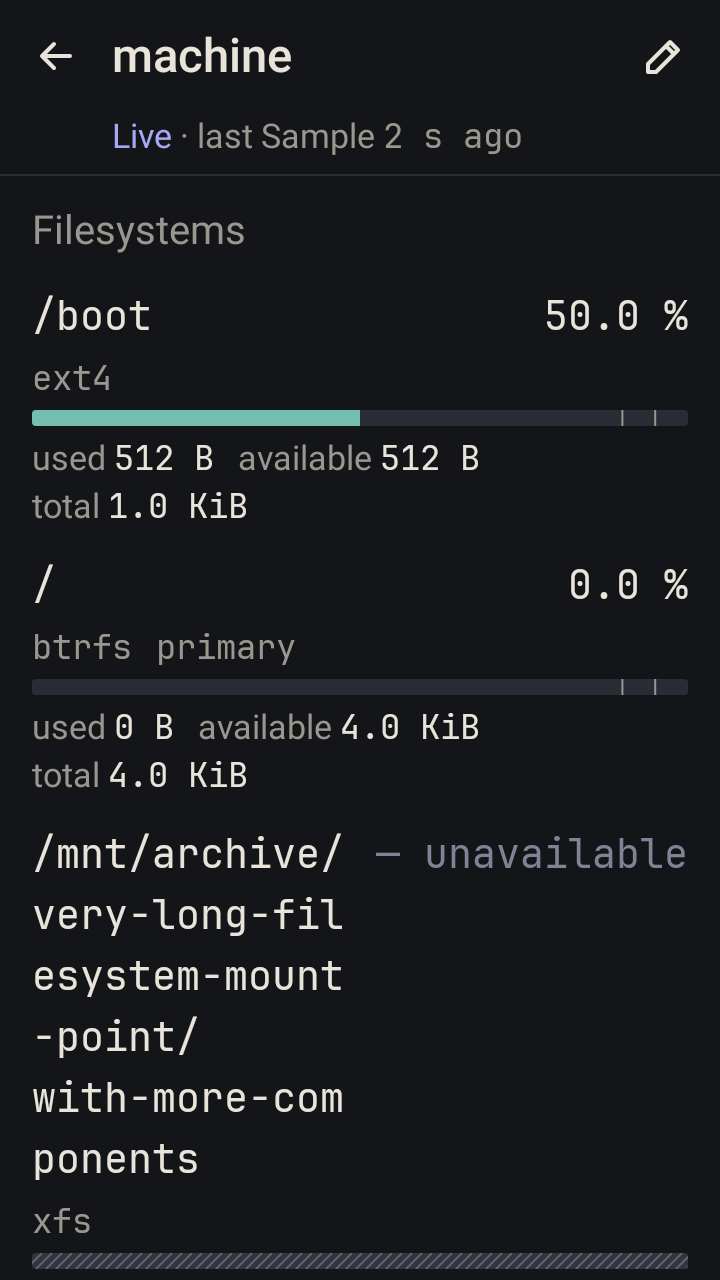 machine
Live · last Sample 2 s ago
Filesystems
/boot 50.0 %
ext4
used 512 B available 512 B
total 1.0 KiB
/ 0.0 %
btrfs primary
used 0 B available 4.0 KiB
total 4.0 KiB
/mnt/archive/ — unavailable
very-long-fil
esystem-mount
-point/
with-more-com
ponents
xfs